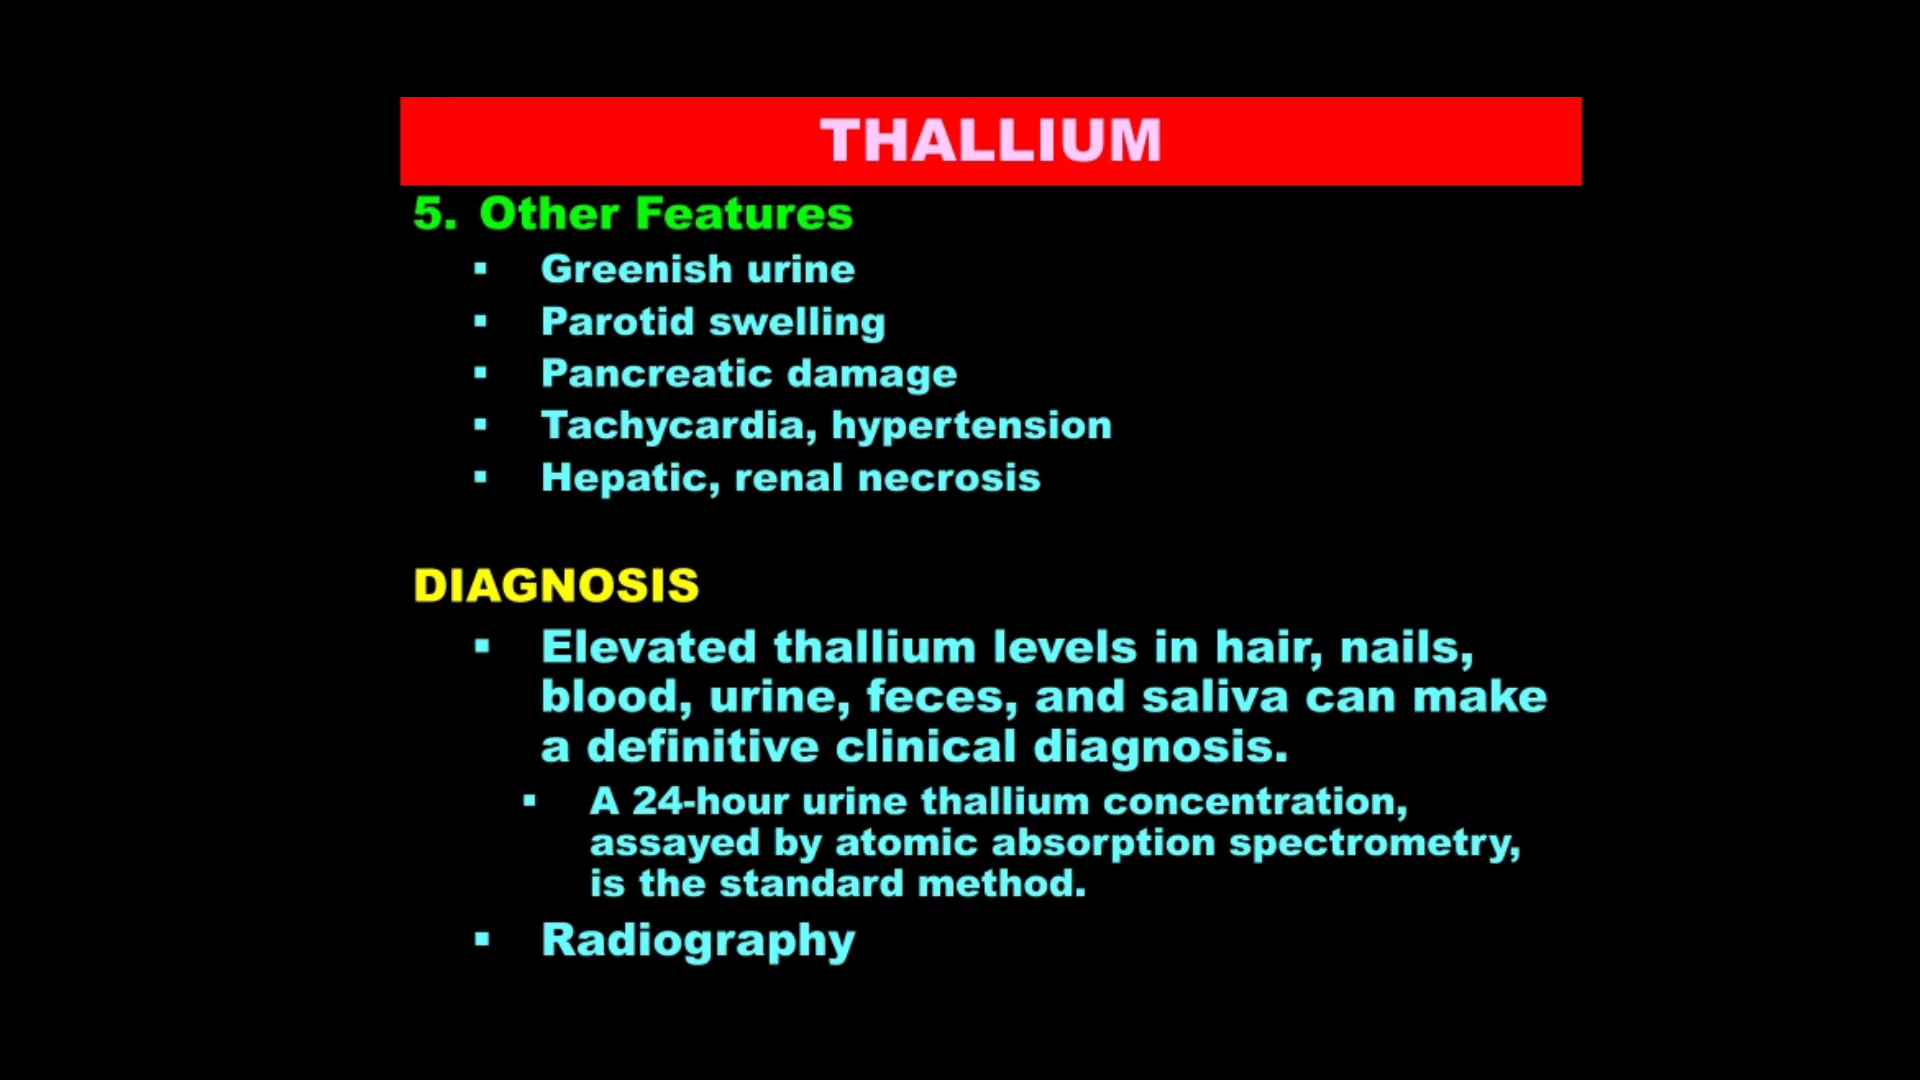 THALLIUM
5. Other Features
▪ Greenish urine
▪ Parotid swelling
▪ Pancreatic damage
▪ Tachycardia, hypertension
▪ Hepatic, renal necrosis
DIAGNOSIS
▪ Elevated thallium levels in hair, nails,
blood, urine, feces, and saliva can make
a definitive clinical diagnosis.
▪ A 24-hour urine thallium concentration,
assayed by atomic absorption spectrometry,
is the standard method.
▪ Radiography